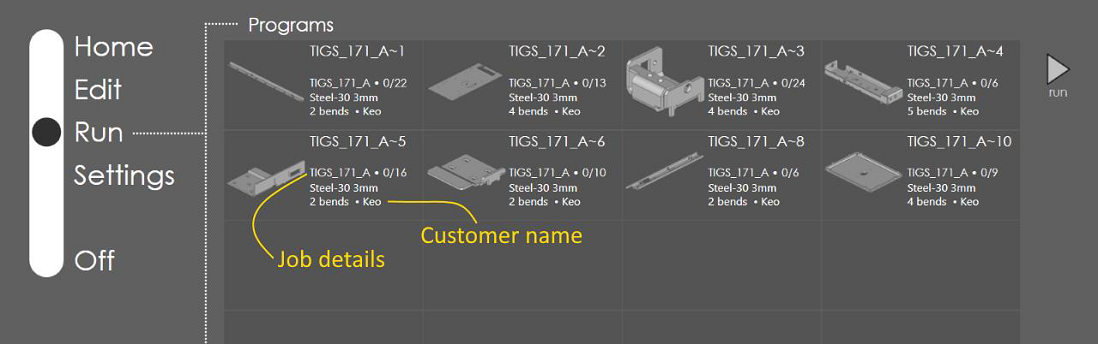 Programs
Home
Edit
Run
Settings
Off
TIGS_171_A~1
TIGS_171_A • 0/22
Steel-30 3mm
2 bends • Keo
TIGS_171_A~2
TIGS_171_A • 0/13
Steel-30 3mm
4 bends • Keo
TIGS_171_A~3
TIGS_171_A • 0/24
Steel-30 3mm
4 bends • Keo
TIGS_171_A~4
TIGS_171_A • 0/6
Steel-30 3mm
5 bends • Keo
run
TIGS_171_A~5
TIGS_171_A • 0/16
Steel-30 3mm
2 bends • Keo
TIGS_171_A~6
TIGS_171_A • 0/10
Steel-30 3mm
2 bends • Keo
TIGS_171_A~8
TIGS_171_A • 0/6
Steel-30 3mm
2 bends • Keo
TIGS_171_A~10
TIGS_171_A • 0/9
Steel-30 3mm
4 bends • Keo
Customer name
Job details